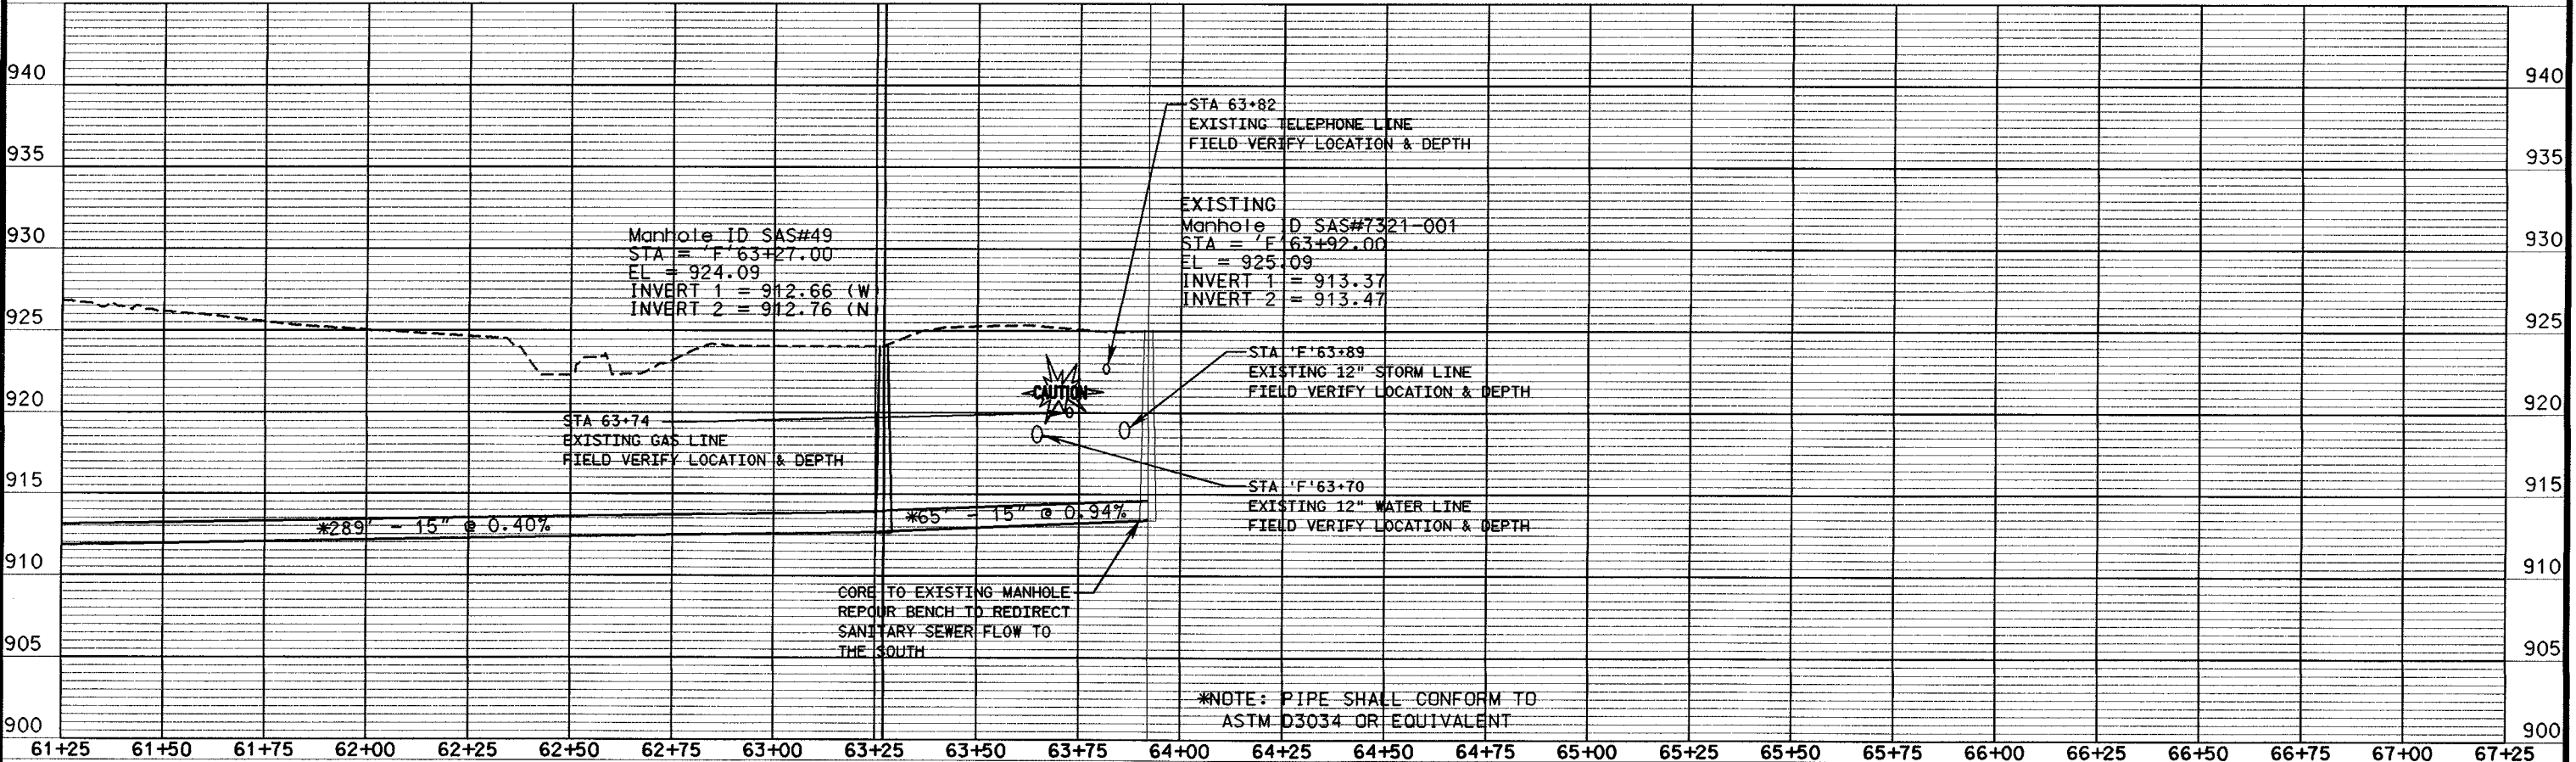 940
940
935
935
930
930
925
925
920
920
915
915
910
910
905
905
900
900
STA 63+82
EXISTING TELEPHONE LINE
FIELD VERIFY LOCATION & DEPTH
Manhole ID SAS#49
STA = 'F'63+27.00
EL = 924.09
INVERT 1 = 912.66 (W
INVERT 2 = 912.76 (N
EXISTING
Manhole ID SAS#7321-001
STA = 'F'63+92.00
EL = 925.09
INVERT 1 = 913.37
INVERT 2 = 913.47
CAUTION
STA 'F'63+89
EXISTING 12" STORM LINE
FIELD VERIFY LOCATION & DEPTH
STA 63+74
EXISTING GAS LINE
FIELD VERIFY LOCATION & DEPTH
STA 'F'63+70
EXISTING 12" WATER LINE
FIELD VERIFY LOCATION & DEPTH
*289' - 15" @ 0.40%
*65' - 15" @ 0.94%
CORE TO EXISTING MANHOLE
REPOUR BENCH TO REDIRECT
SANITARY SEWER FLOW TO
THE SOUTH
*NOTE: PIPE SHALL CONFORM TO
ASTM D3034 OR EQUIVALENT
61+25 61+50 61+75 62+00 62+25 62+50 62+75 63+00 63+25 63+50 63+75 64+00 64+25 64+50 64+75 65+00 65+25 65+50 65+75 66+00 66+25 66+50 66+75 67+00 67+25